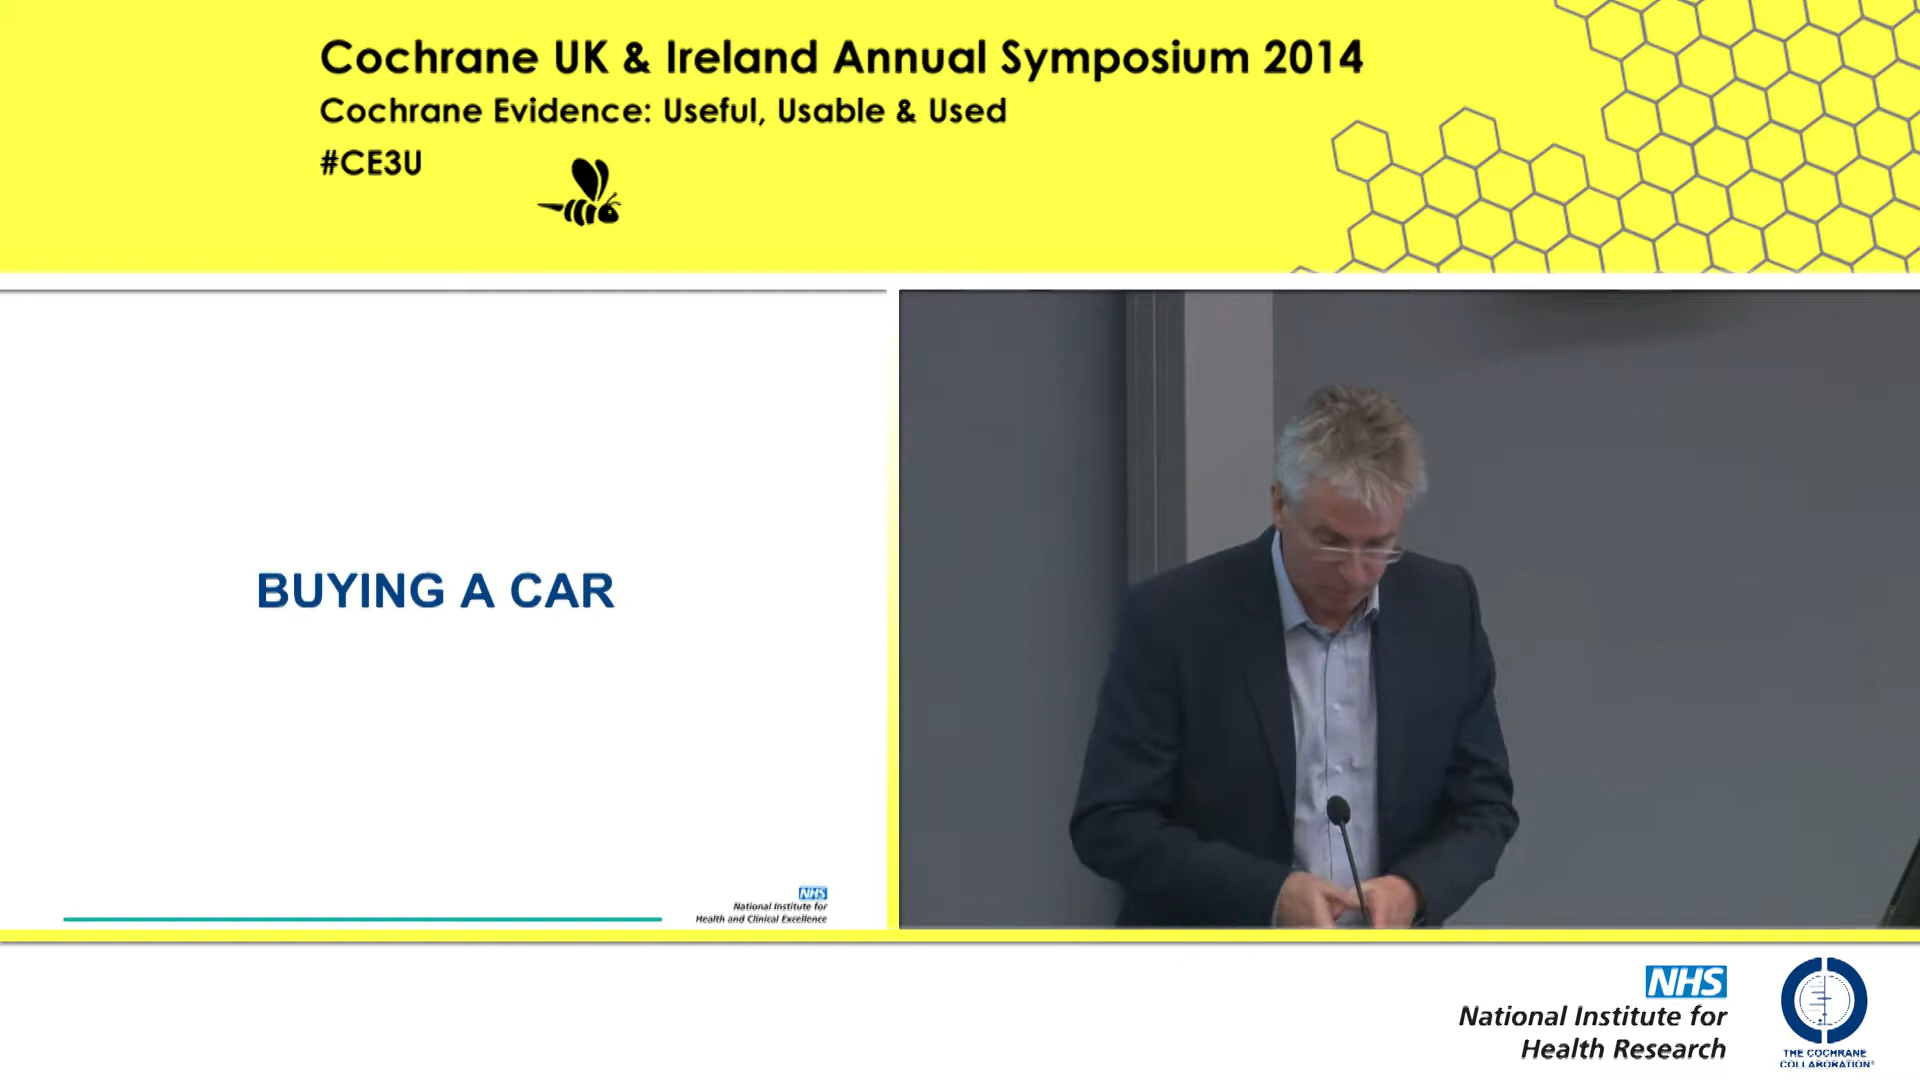 Cochrane UK & Ireland Annual Symposium 2014
Cochrane Evidence: Useful, Usable & Used
#CE3U
BUYING A CAR
NHS
National Institute for
Health and Clinical Excellence
NHS
National Institute for
Health Research
THE COCHRANE
COLLABORATION®